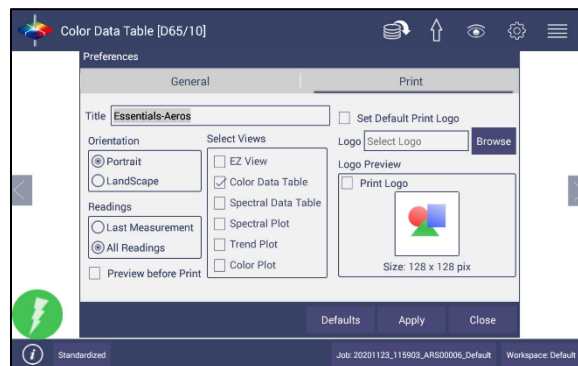 Color Data Table [D65/10]
Preferences
General
Print
Title Essentials-Aeros
Orientation
Portrait
LandScape
Readings
Last Measurement
All Readings
Preview before Print
Select Views
EZ View
Color Data Table
Spectral Data Table
Spectral Plot
Trend Plot
Color Plot
Set Default Print Logo
Logo Select Logo Browse
Logo Preview
Print Logo
Size: 128 x 128 pix
Defaults Apply Close
i Standardized Job: 20201123_115903_ARS00006_Default Workspace: Default